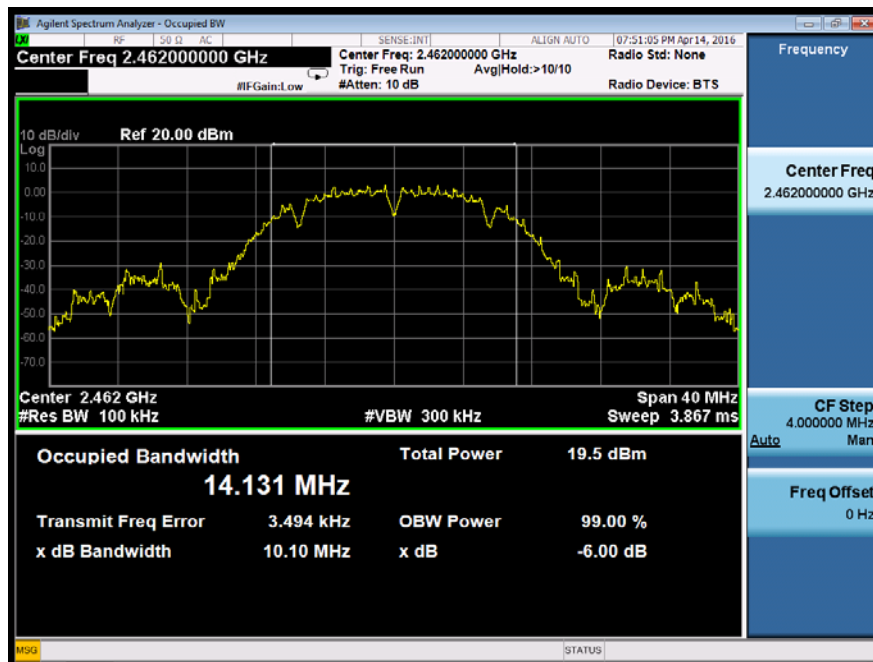 Agilent Spectrum Analyzer - Occupied BW
RF 50 Ω AC SENSE:INT ALIGN AUTO 07:51:05 PM Apr 14, 2016
Center Freq 2.462000000 GHz
Center Freq: 2.462000000 GHz Radio Std: None
Trig: Free Run Avg|Hold:>10/10
#IFGain:Low #Atten: 10 dB Radio Device: BTS
10 dB/div Ref 20.00 dBm
Log
10.0
0.00
-10.0
-20.0
-30.0
-40.0
-50.0
-60.0
-70.0
Center 2.462 GHz Span 40 MHz
#Res BW 100 kHz #VBW 300 kHz Sweep 3.867 ms
Occupied Bandwidth Total Power 19.5 dBm
14.131 MHz
Transmit Freq Error 3.494 kHz OBW Power 99.00 %
x dB Bandwidth 10.10 MHz x dB -6.00 dB
MSG STATUS
Frequency
Center Freq
2.462000000 GHz
CF Step
4.000000 MHz
Auto Man
Freq Offset
0 Hz